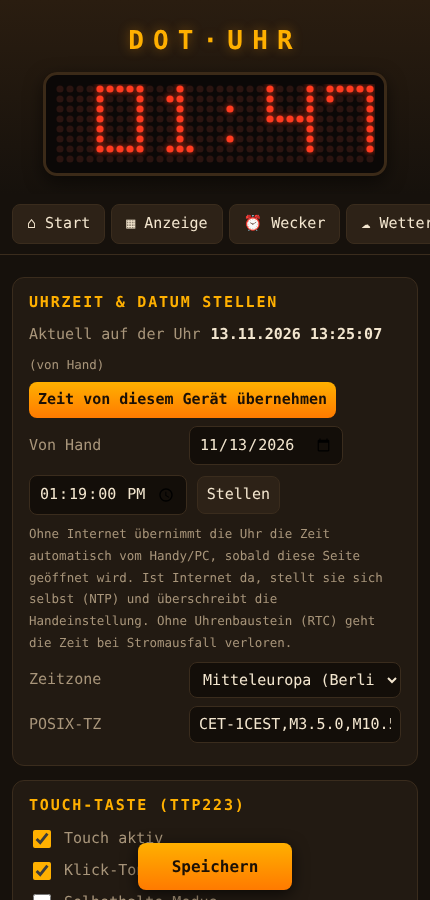 DOT·UHR
01:47
⌂ Start ▦ Anzeige ⏰ Wecker ☁ Wetter
UHRZEIT & DATUM STELLEN
Aktuell auf der Uhr 13.11.2026 13:25:07
(von Hand)
Zeit von diesem Gerät übernehmen
Von Hand 11/13/2026
01:19:00 PM Stellen
Ohne Internet übernimmt die Uhr die Zeit
automatisch vom Handy/PC, sobald diese Seite
geöffnet wird. Ist Internet da, stellt sie sich
selbst (NTP) und überschreibt die
Handeinstellung. Ohne Uhrenbaustein (RTC) geht
die Zeit bei Stromausfall verloren.
Zeitzone Mitteleuropa (Berli
POSIX-TZ CET-1CEST,M3.5.0,M10.
TOUCH-TASTE (TTP223)
Touch aktiv
Klick-To
Speichern